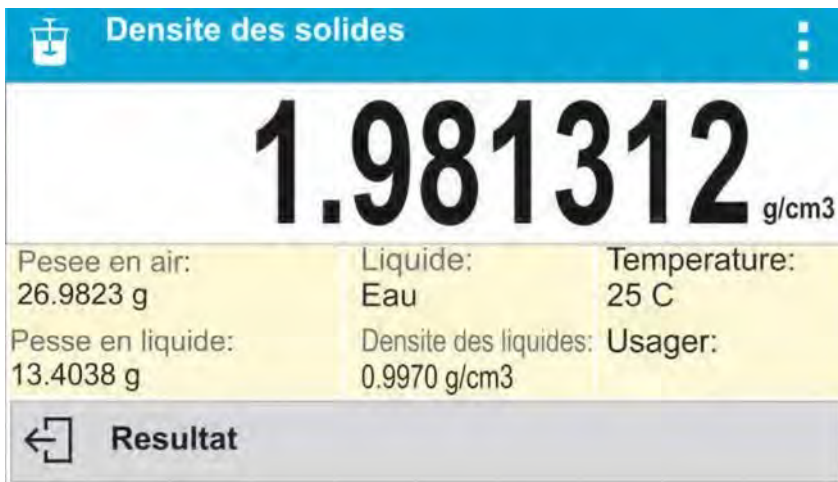 Densite des solides
1.981312 g/cm3
Pesee en air:
26.9823 g
Liquide:
Eau
Temperature:
25 C
Pesse en liquide:
13.4038 g
Densite des liquides:
0.9970 g/cm3
Usager:
Resultat